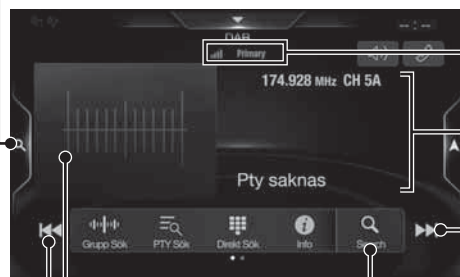 DAB
Primary
174.928 MHz CH 5A
Pty saknas
Grupp Sök PTY Sök Direkt Sök Info Search